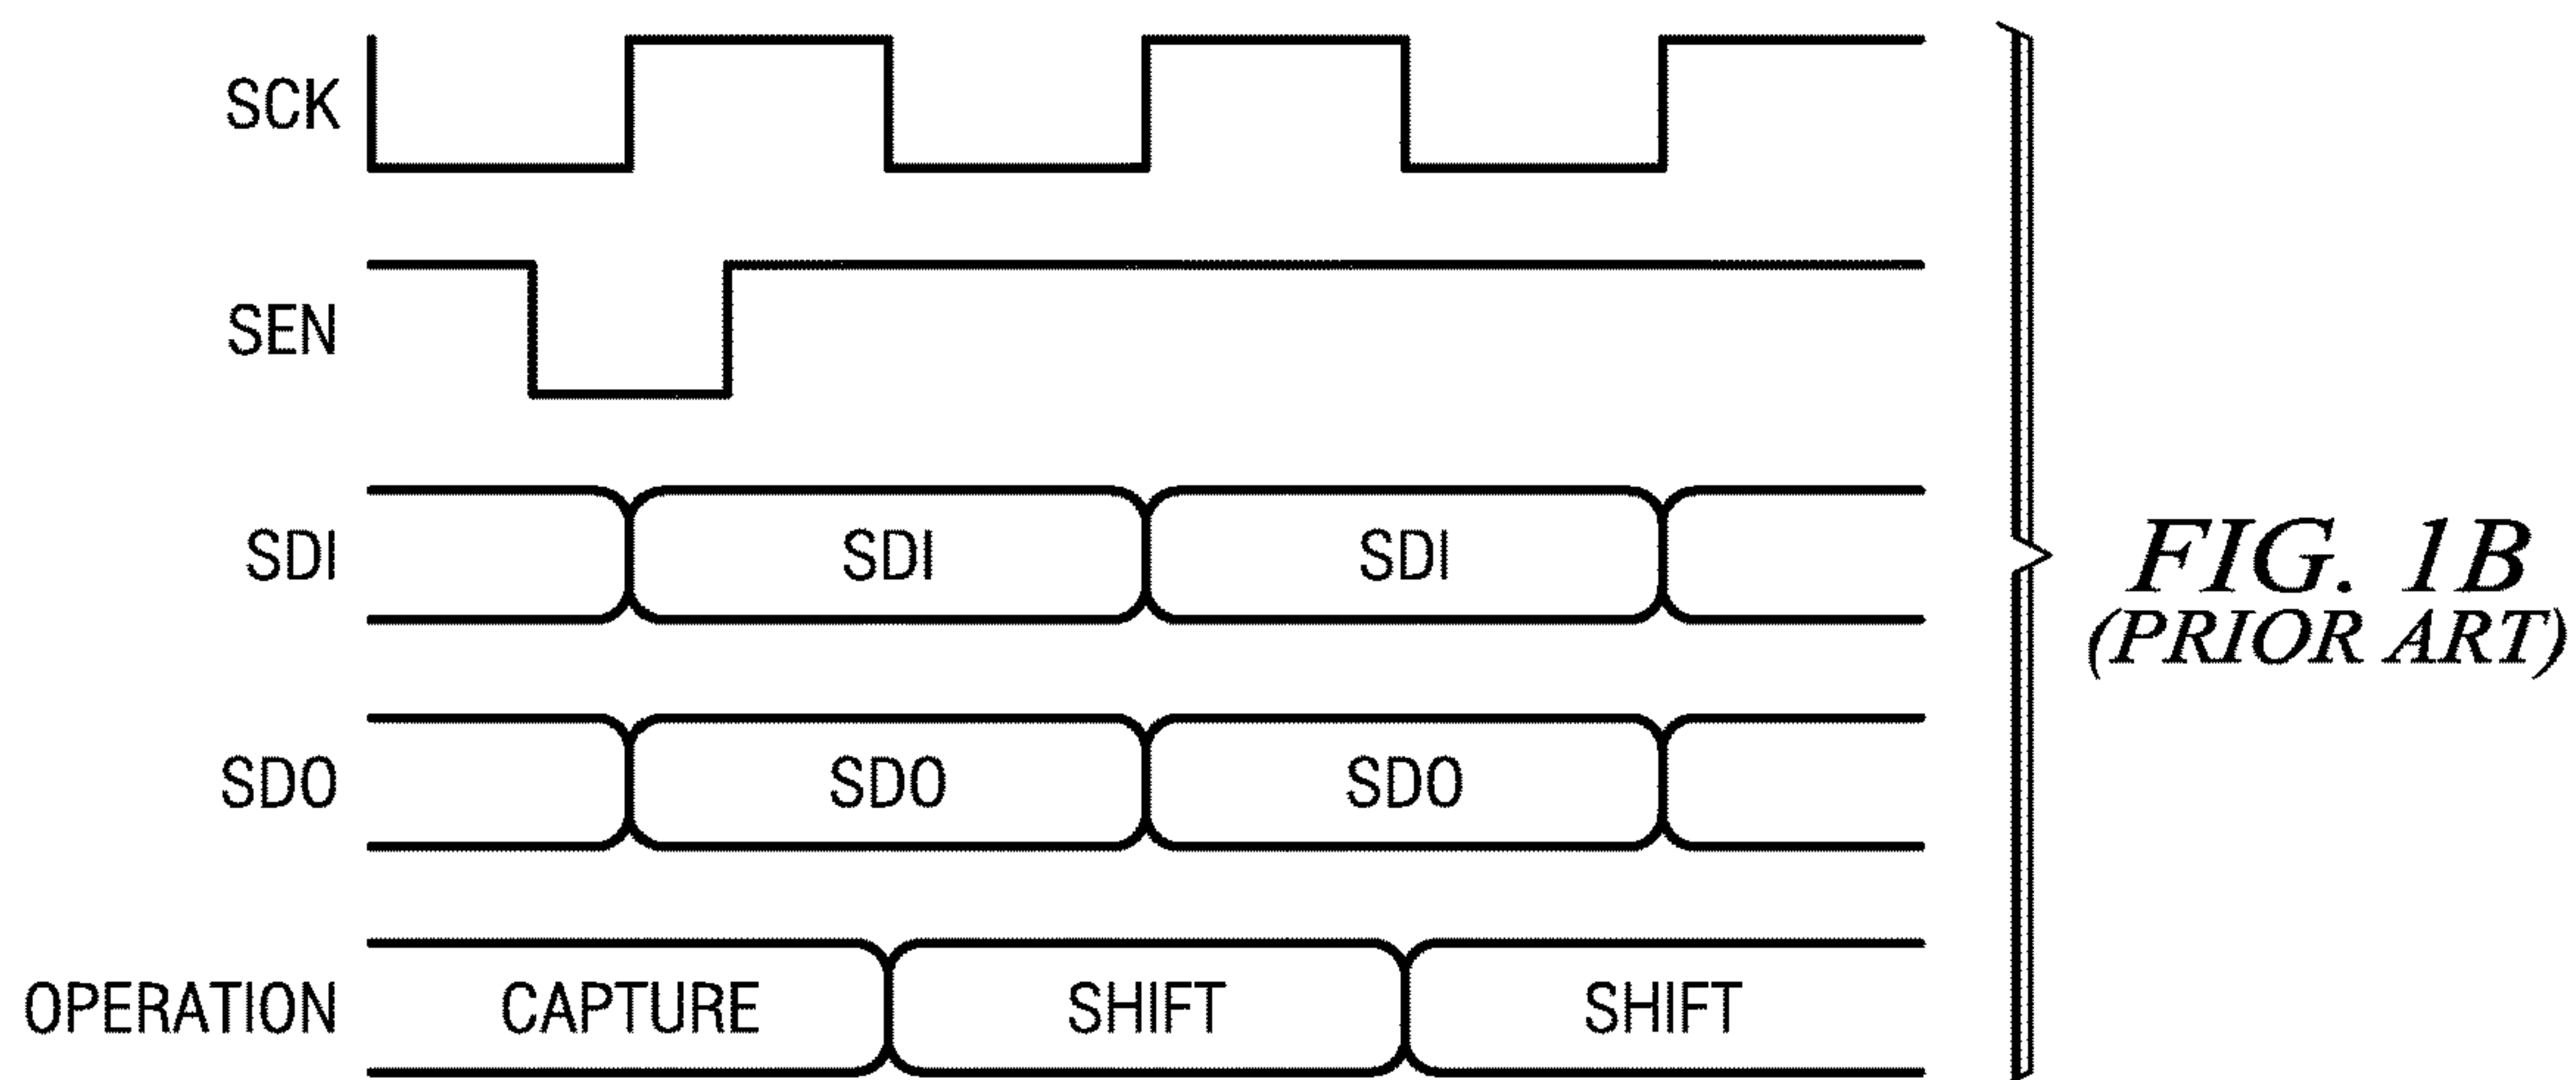 SCK
SEN
SDI SDI SDI
SDO SDO SDO
OPERATION CAPTURE SHIFT SHIFT
FIG. 1B
(PRIOR ART)